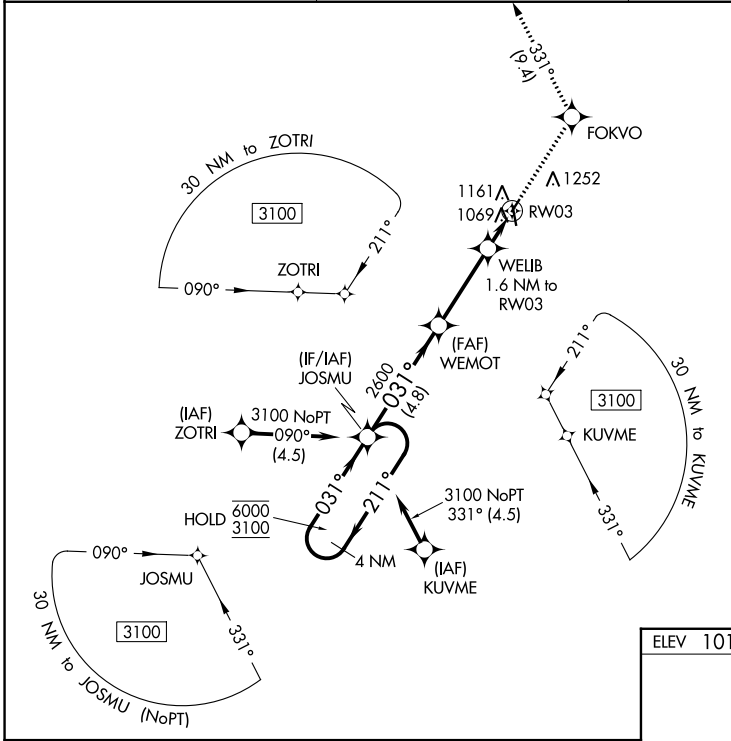 331°
(9.4)
FOKVO
30 NM to ZOTRI
3100
211°
ZOTRI
090°
1161
1252
1069
RW03
WELIB
1.6 NM to
RW03
(FAF)
WEMOT
(IF/IAF)
JOSMU
2600
031°
(4.8)
(IAF)
ZOTRI
3100 NoPT
090°
(4.5)
211°
3100
KUVME
331°
30 NM to KUVME
031°
211°
HOLD
6000
3100
4 NM
3100 NoPT
331° (4.5)
(IAF)
KUVME
090°
JOSMU
3100
331°
30 NM to JOSMU (NoPT)
ELEV 101